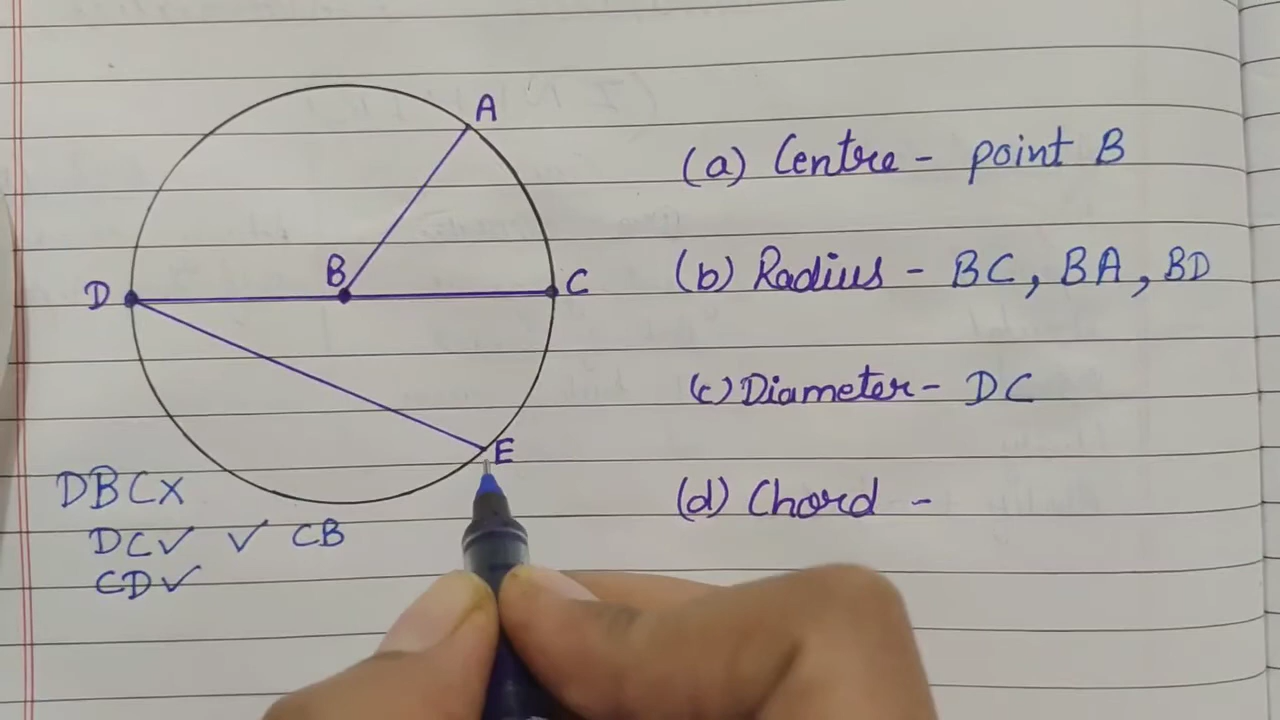 A
B
C
D
E
(a) Centre - point B
(b) Radius - BC, BA, BD
(c) Diameter - DC
(d) Chord -
DBC×
DC✓ ✓ CB
CD✓